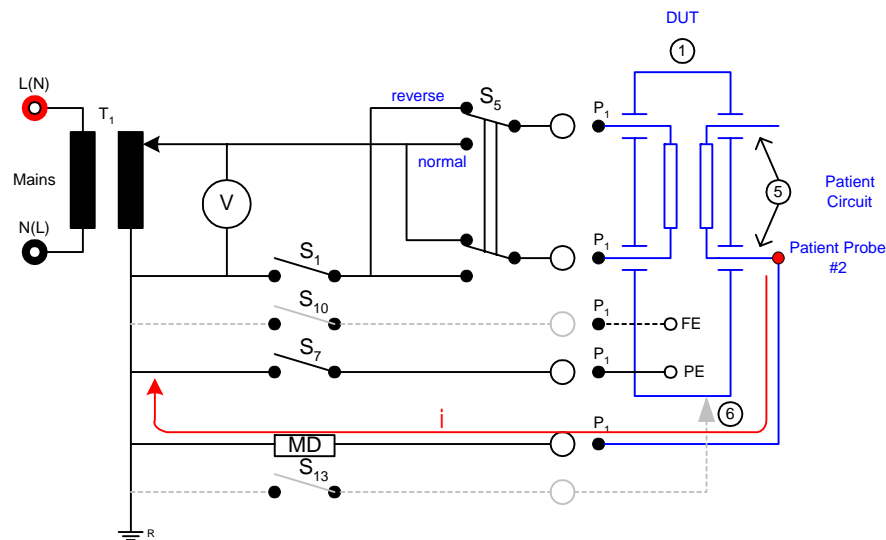 DUT
1
L(N)
T1
reverse
S5
P1
normal
Mains
V
5
Patient
Circuit
N(L)
S1
P1
Patient Probe
#2
S10
P1
FE
S7
P1
PE
i
6
MD
P1
S13
R